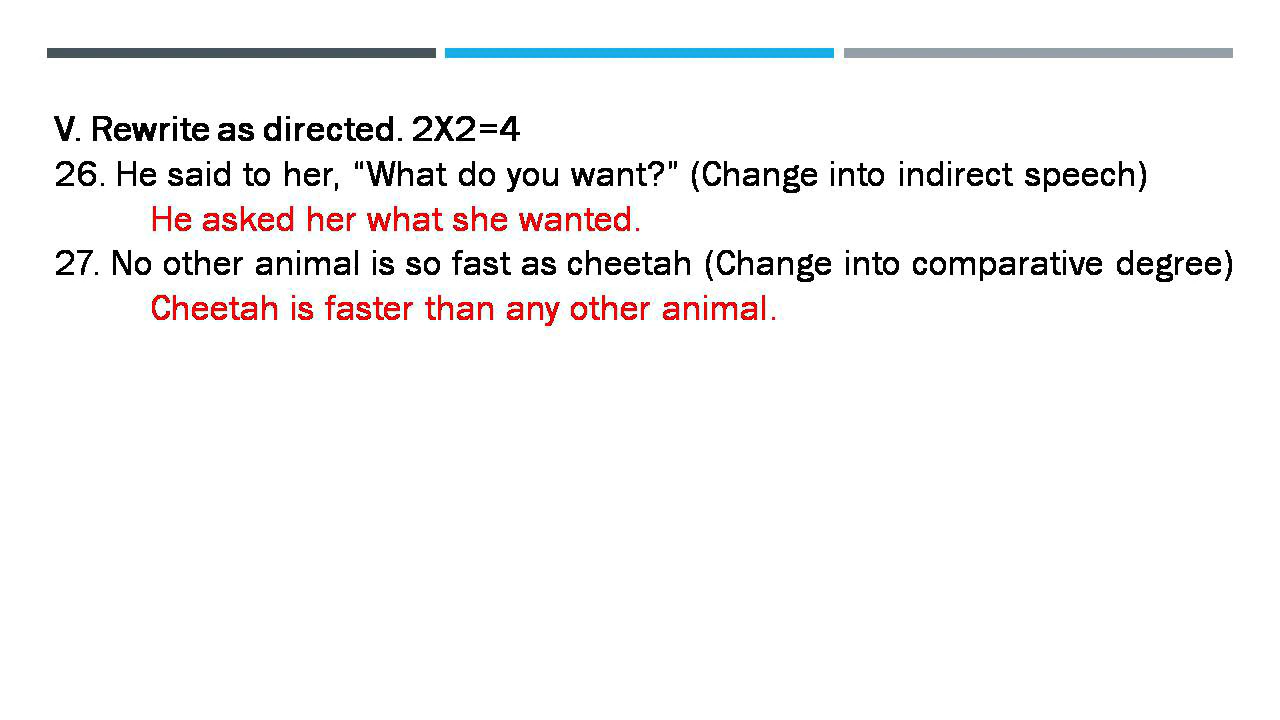 V. Rewrite as directed. 2X2=4
26. He said to her, "What do you want?" (Change into indirect speech)
He asked her what she wanted.
27. No other animal is so fast as cheetah (Change into comparative degree)
Cheetah is faster than any other animal.